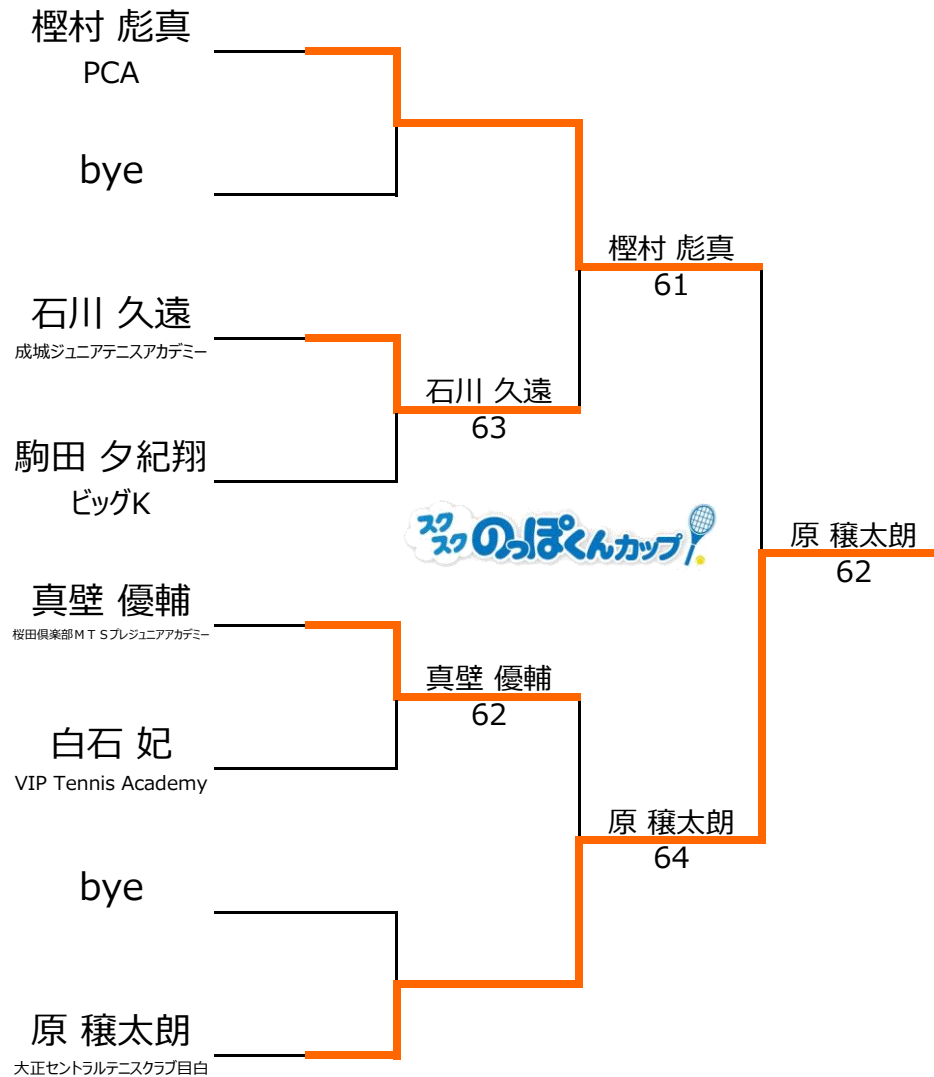 樫村 彪真
PCA
bye
石川 久遠
成城ジュニアテニスアカデミー
駒田 夕紀翔
ビッグK
真壁 優輔
桜田倶楽部ＭＴＳプレジュニアアカデミー
白石 妃
VIP Tennis Academy
bye
原 穣太朗
大正セントラルテニスクラブ目白
石川 久遠
63
真壁 優輔
62
樫村 彪真
61
原 穣太朗
64
原 穣太朗
62
スクスクのっぽくんカップ